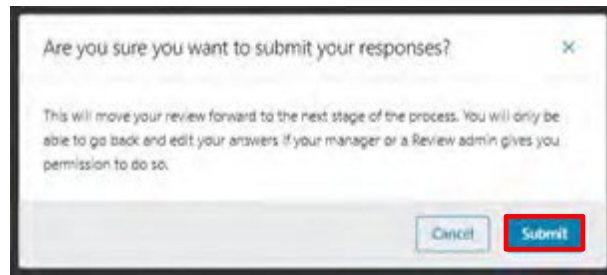 Are you sure you want to submit your responses? ×
This will move your review forward to the next stage of the process. You will only be
able to go back and edit your answers if your manager or a Review admin gives you
permission to do so.
Cancel Submit